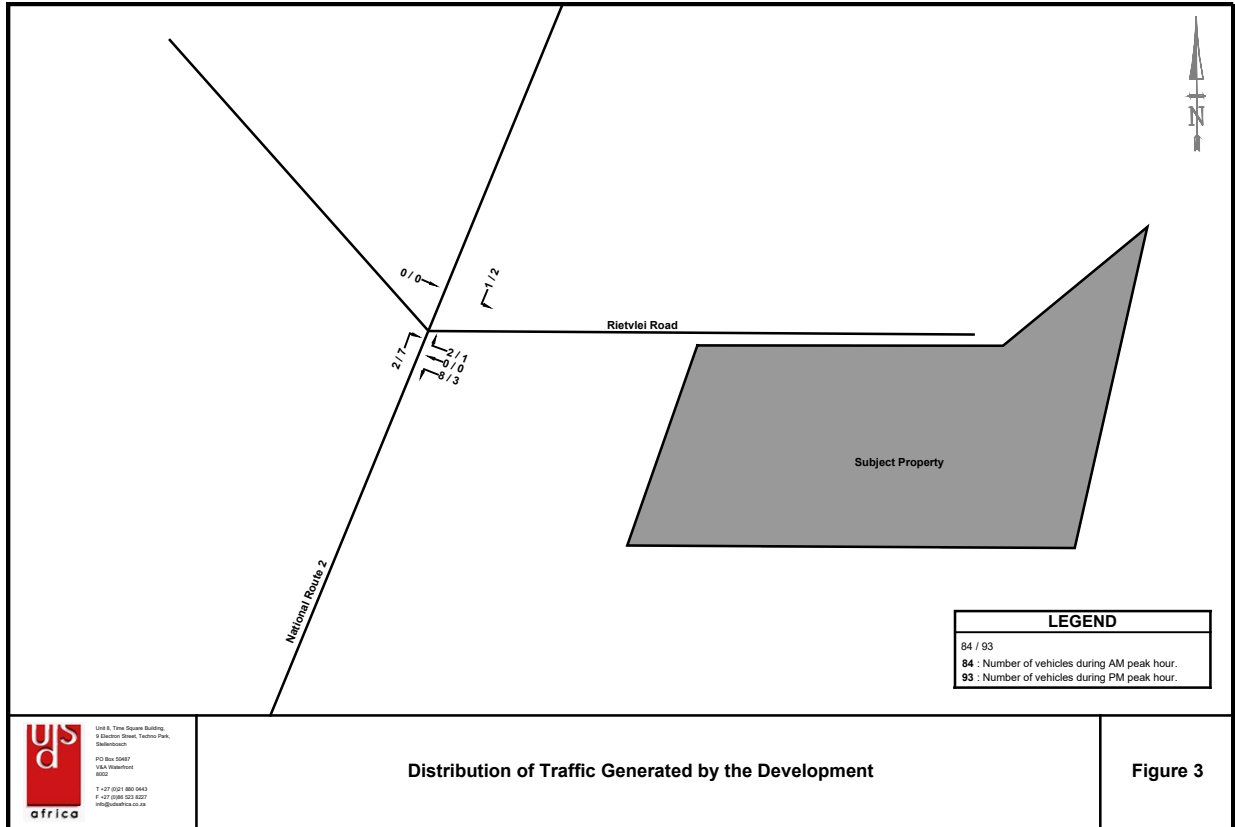 N
0 / 0
1 / 2
Rietvlei Road
2 / 7
2 / 1
0 / 0
8 / 3
Subject Property
National Route 2
LEGEND
84 / 93
84 : Number of vehicles during AM peak hour.
93 : Number of vehicles during PM peak hour.
uds
africa
Unit 8, Time Square Building,
9 Electron Street, Techno Park,
Stellenbosch
PO Box 50487
V&A Waterfront
8002
T +27 (0)21 880 0443
F +27 (0)86 523 8227
info@udsafrica.co.za
Distribution of Traffic Generated by the Development
Figure 3